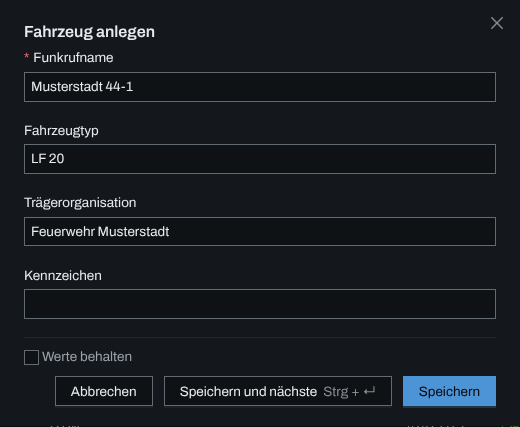 Fahrzeug anlegen
* Funkrufname
Musterstadt 44-1
Fahrzeugtyp
LF 20
Trägerorganisation
Feuerwehr Musterstadt
Kennzeichen
Werte behalten
Abbrechen
Speichern und nächste Strg + ↵
Speichern